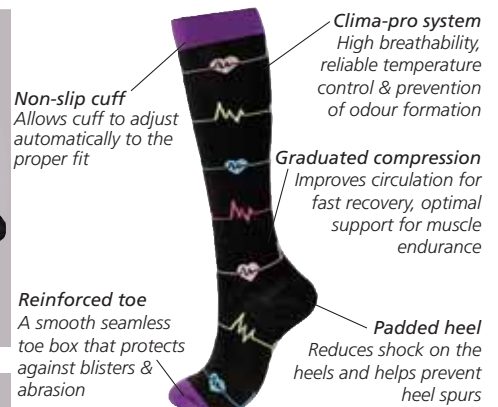 Non-slip cuff
Allows cuff to adjust
automatically to the
proper fit
Reinforced toe
A smooth seamless
toe box that protects
against blisters &
abrasion
Clima-pro system
High breathability,
reliable temperature
control & prevention
of odour formation
Graduated compression
Improves circulation for
fast recovery, optimal
support for muscle
endurance
Padded heel
Reduces shock on the
heels and helps prevent
heel spurs